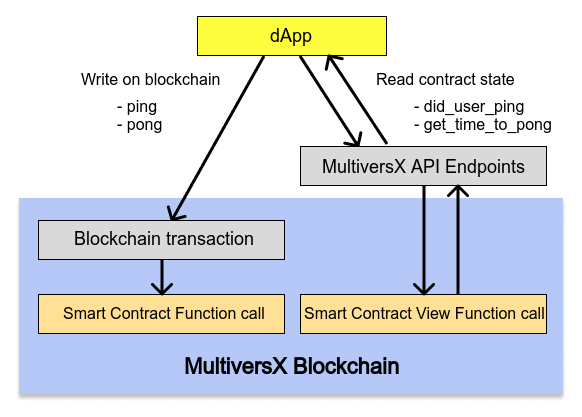 dApp
Write on blockchain
- ping
- pong
Read contract state
- did_user_ping
- get_time_to_pong
MultiversX API Endpoints
Blockchain transaction
Smart Contract Function call
Smart Contract View Function call
MultiversX Blockchain